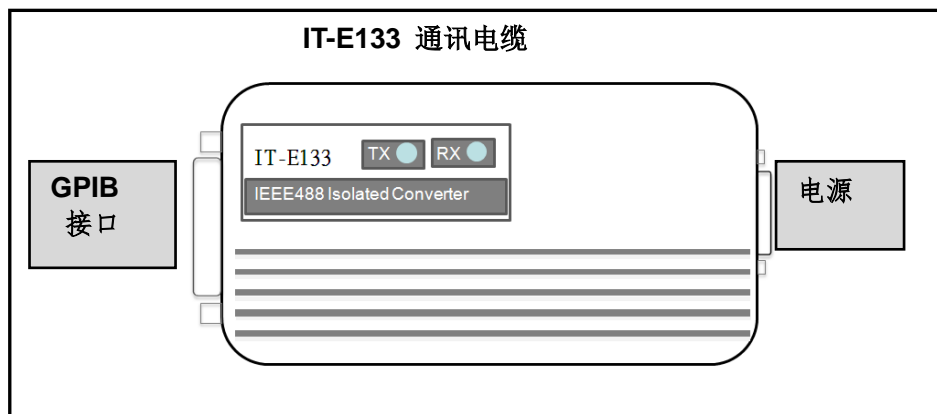 IT-E133 通讯电缆
IT-E133 TX RX
IEEE488 Isolated Converter
GPIB
接口
电源